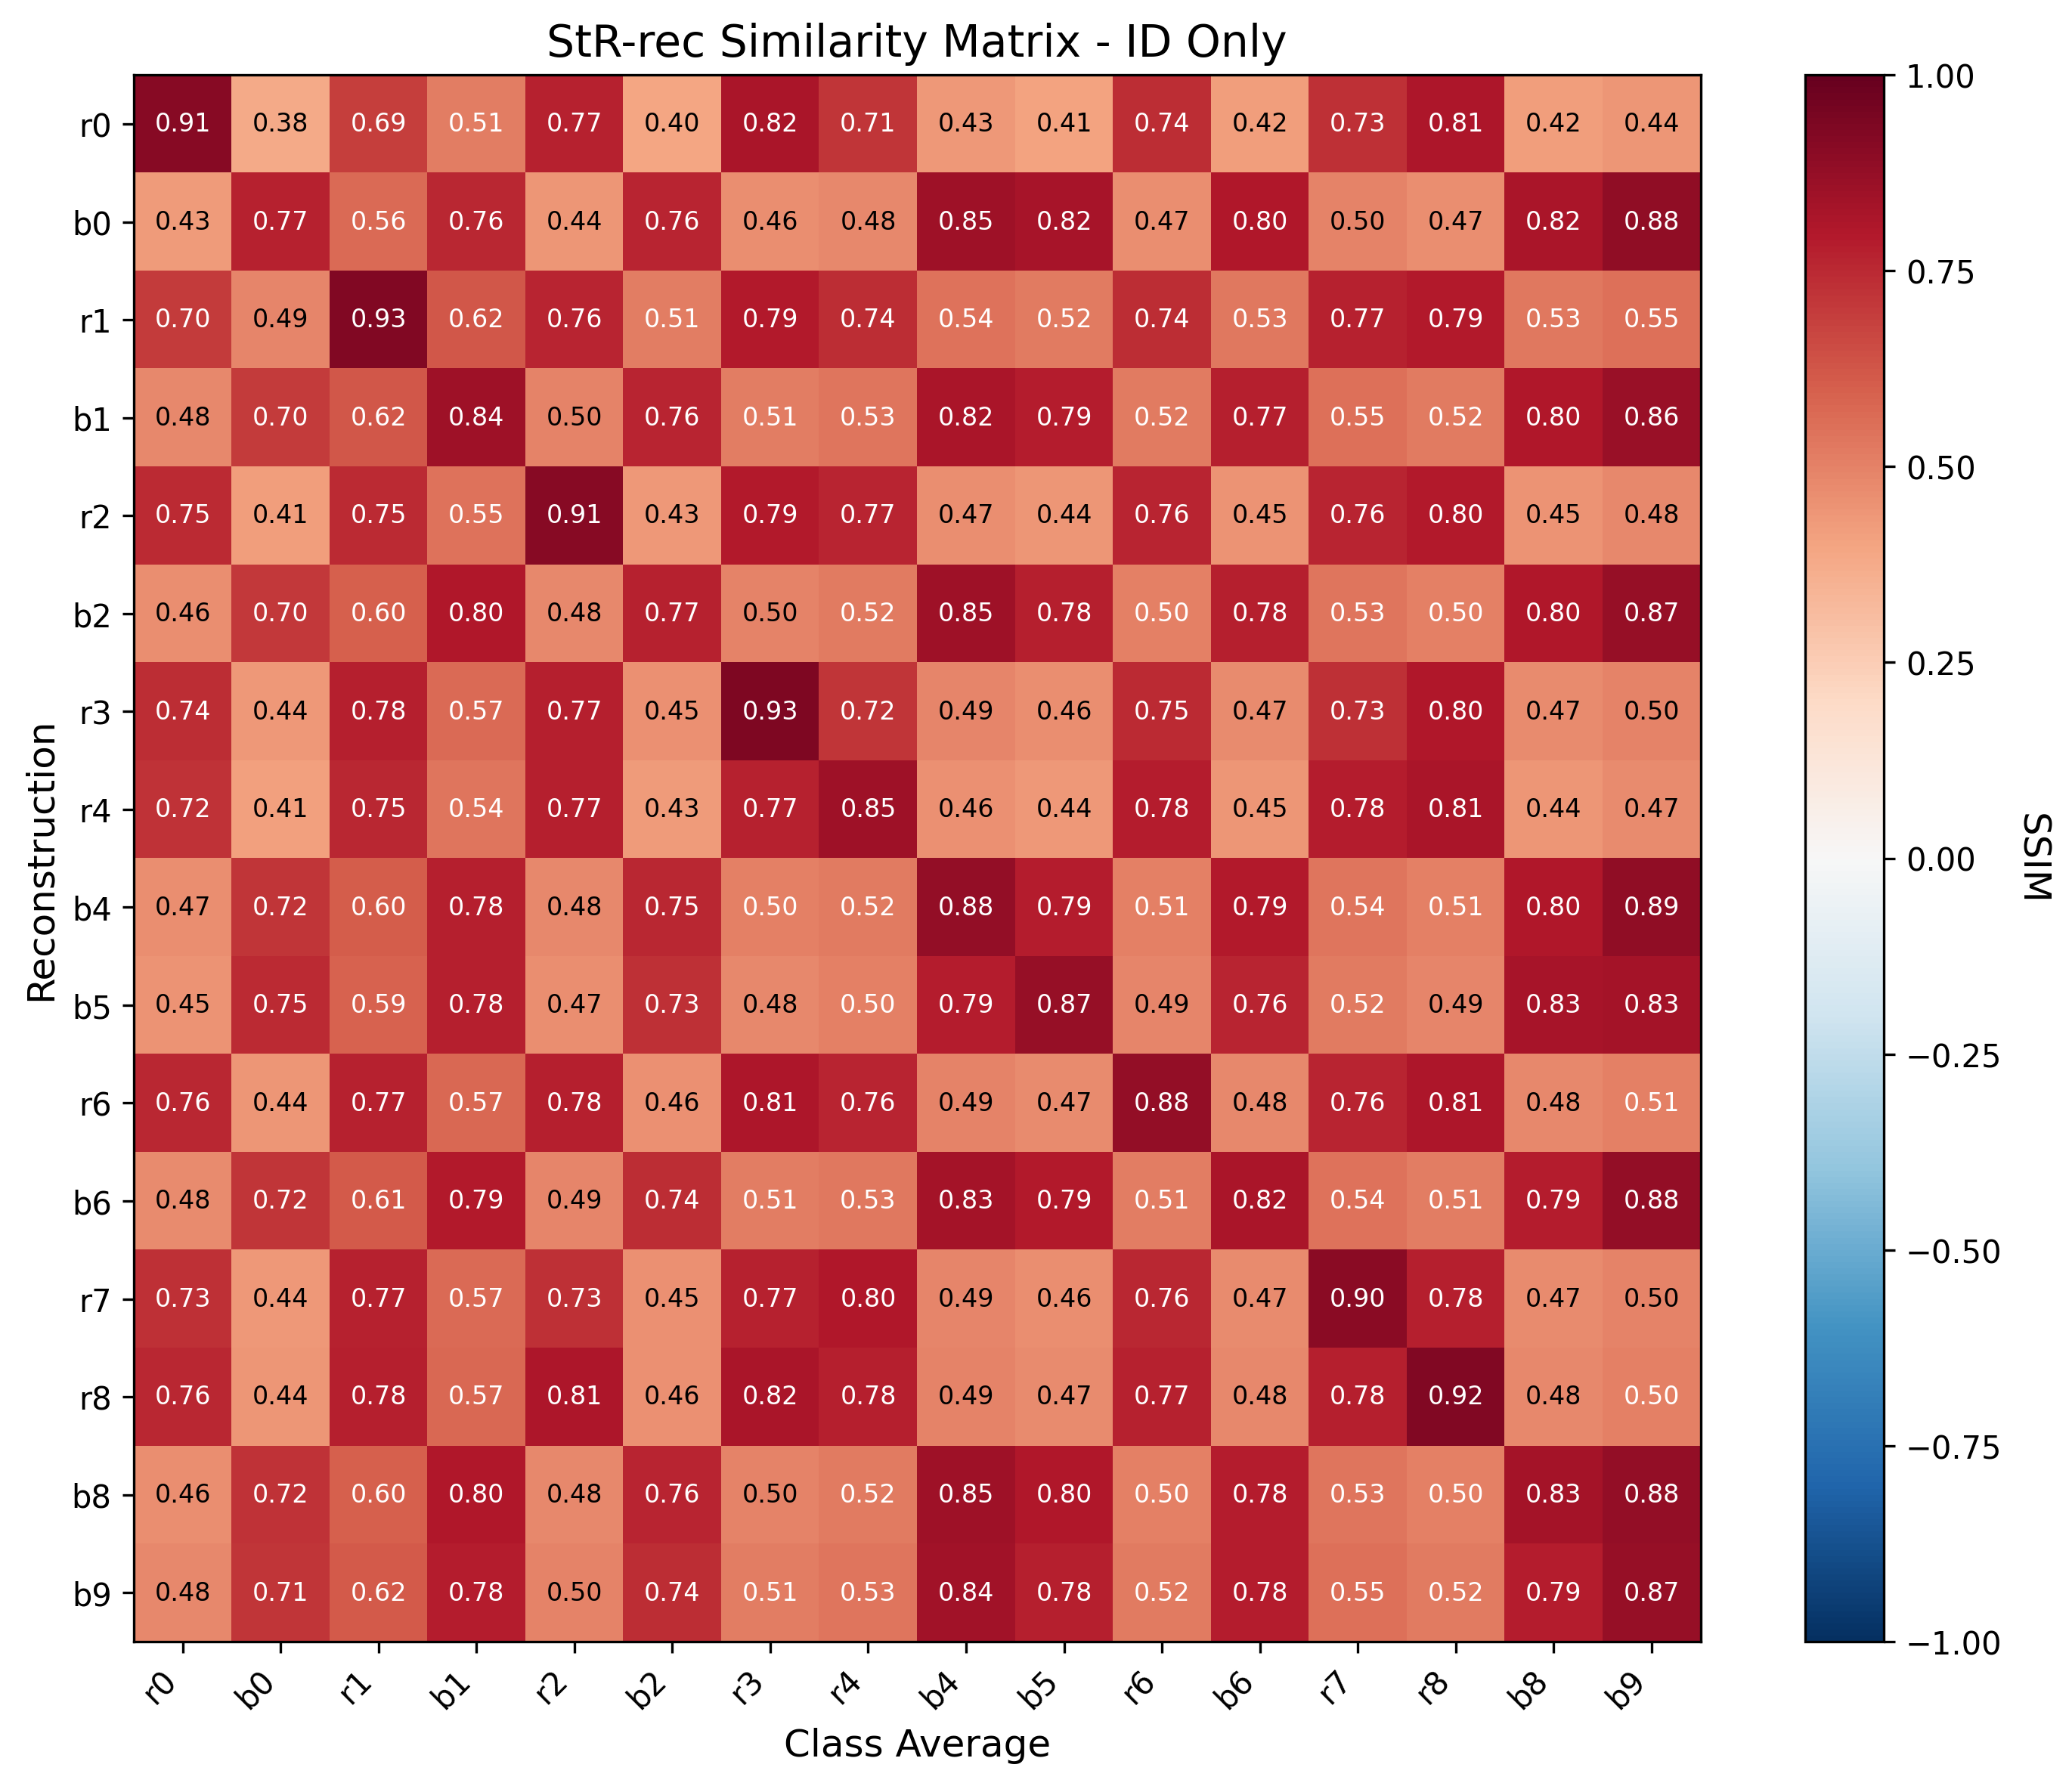 StR-rec Similarity Matrix - ID Only
r0 0.91 0.38 0.69 0.51 0.77 0.40 0.82 0.71 0.43 0.41 0.74 0.42 0.73 0.81 0.42 0.44
b0 0.43 0.77 0.56 0.76 0.44 0.76 0.46 0.48 0.85 0.82 0.47 0.80 0.50 0.47 0.82 0.88
r1 0.70 0.49 0.93 0.62 0.76 0.51 0.79 0.74 0.54 0.52 0.74 0.53 0.77 0.79 0.53 0.55
b1 0.48 0.70 0.62 0.84 0.50 0.76 0.51 0.53 0.82 0.79 0.52 0.77 0.55 0.52 0.80 0.86
r2 0.75 0.41 0.75 0.55 0.91 0.43 0.79 0.77 0.47 0.44 0.76 0.45 0.76 0.80 0.45 0.48
b2 0.46 0.70 0.60 0.80 0.48 0.77 0.50 0.52 0.85 0.78 0.50 0.78 0.53 0.50 0.80 0.87
r3 0.74 0.44 0.78 0.57 0.77 0.45 0.93 0.72 0.49 0.46 0.75 0.47 0.73 0.80 0.47 0.50
r4 0.72 0.41 0.75 0.54 0.77 0.43 0.77 0.85 0.46 0.44 0.78 0.45 0.78 0.81 0.44 0.47
b4 0.47 0.72 0.60 0.78 0.48 0.75 0.50 0.52 0.88 0.79 0.51 0.79 0.54 0.51 0.80 0.89
b5 0.45 0.75 0.59 0.78 0.47 0.73 0.48 0.50 0.79 0.87 0.49 0.76 0.52 0.49 0.83 0.83
r6 0.76 0.44 0.77 0.57 0.78 0.46 0.81 0.76 0.49 0.47 0.88 0.48 0.76 0.81 0.48 0.51
b6 0.48 0.72 0.61 0.79 0.49 0.74 0.51 0.53 0.83 0.79 0.51 0.82 0.54 0.51 0.79 0.88
r7 0.73 0.44 0.77 0.57 0.73 0.45 0.77 0.80 0.49 0.46 0.76 0.47 0.90 0.78 0.47 0.50
r8 0.76 0.44 0.78 0.57 0.81 0.46 0.82 0.78 0.49 0.47 0.77 0.48 0.78 0.92 0.48 0.50
b8 0.46 0.72 0.60 0.80 0.48 0.76 0.50 0.52 0.85 0.80 0.50 0.78 0.53 0.50 0.83 0.88
b9 0.48 0.71 0.62 0.78 0.50 0.74 0.51 0.53 0.84 0.78 0.52 0.78 0.55 0.52 0.79 0.87
r0 b0 r1 b1 r2 b2 r3 r4 b4 b5 r6 b6 r7 r8 b8 b9
Class Average
Reconstruction
1.00
0.75
0.50
0.25
0.00
−0.25
−0.50
−0.75
−1.00
SSIM